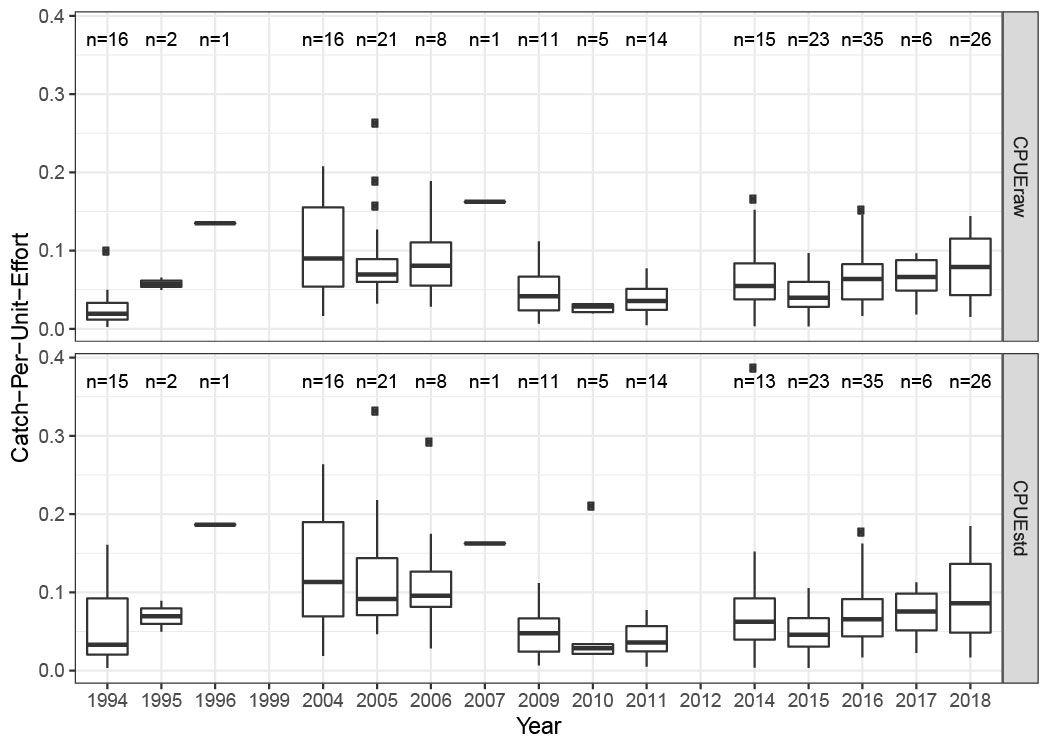 0.4
n=16 n=2 n=1 n=16 n=21 n=8 n=1 n=11 n=5 n=14 n=15 n=23 n=35 n=6 n=26
0.3
0.2
0.1
0.0
CPUEraw
Catch−Per−Unit−Effort
0.4
n=15 n=2 n=1 n=16 n=21 n=8 n=1 n=11 n=5 n=14 n=13 n=23 n=35 n=6 n=26
0.3
0.2
0.1
0.0
CPUEstd
1994 1995 1996 1999 2004 2005 2006 2007 2009 2010 2011 2012 2014 2015 2016 2017 2018
Year